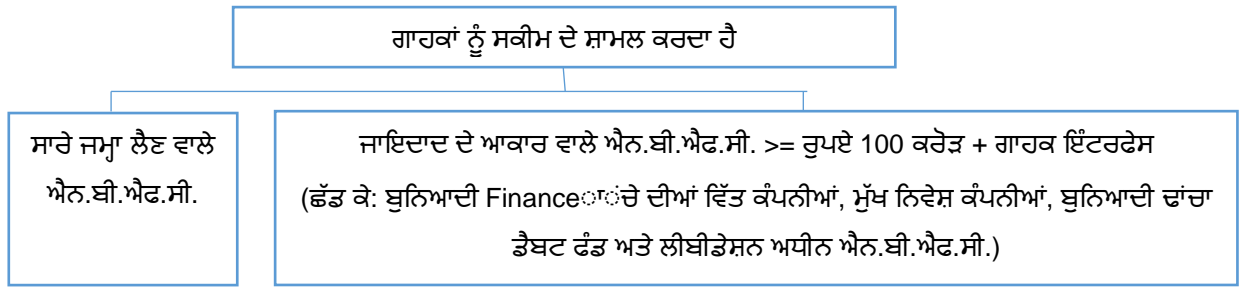 ਗਾਹਕਾਂ ਨੂੰ ਸਕੀਮ ਦੇ ਸ਼ਾਮਲ ਕਰਦਾ ਹੈ
ਸਾਰੇ ਜਮ੍ਹਾ ਲੈਣ ਵਾਲੇ
ਐਨ.ਬੀ.ਐਫ.ਸੀ.
ਜਾਇਦਾਦ ਦੇ ਆਕਾਰ ਵਾਲੇ ਐਨ.ਬੀ.ਐਫ.ਸੀ. >= ਰੁਪਏ 100 ਕਰੋੜ + ਗਾਹਕ ਇੰਟਰਫੇਸ
(ਛੱਡ ਕੇ: ਬੁਨਿਆਦੀ Financeਾਂਚੇ ਦੀਆਂ ਵਿੱਤ ਕੰਪਨੀਆਂ, ਮੁੱਖ ਨਿਵੇਸ਼ ਕੰਪਨੀਆਂ, ਬੁਨਿਆਦੀ ਢਾਂਚਾ
ਡੈਬਟ ਫੰਡ ਅਤੇ ਲੀਬੀਡੇਸ਼ਨ ਅਧੀਨ ਐਨ.ਬੀ.ਐਫ.ਸੀ.)